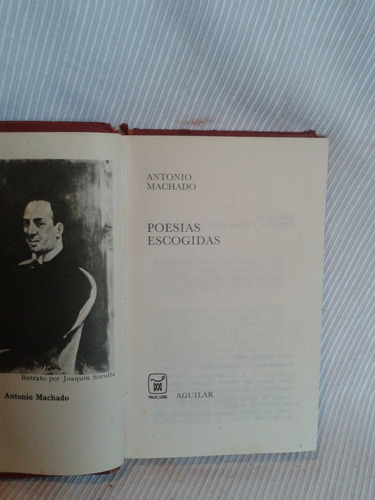 Retrato por Joaquín Sorolla
Antonio Machado
ANTONIO
MACHADO
POESIAS
ESCOGIDAS
AGUILAR